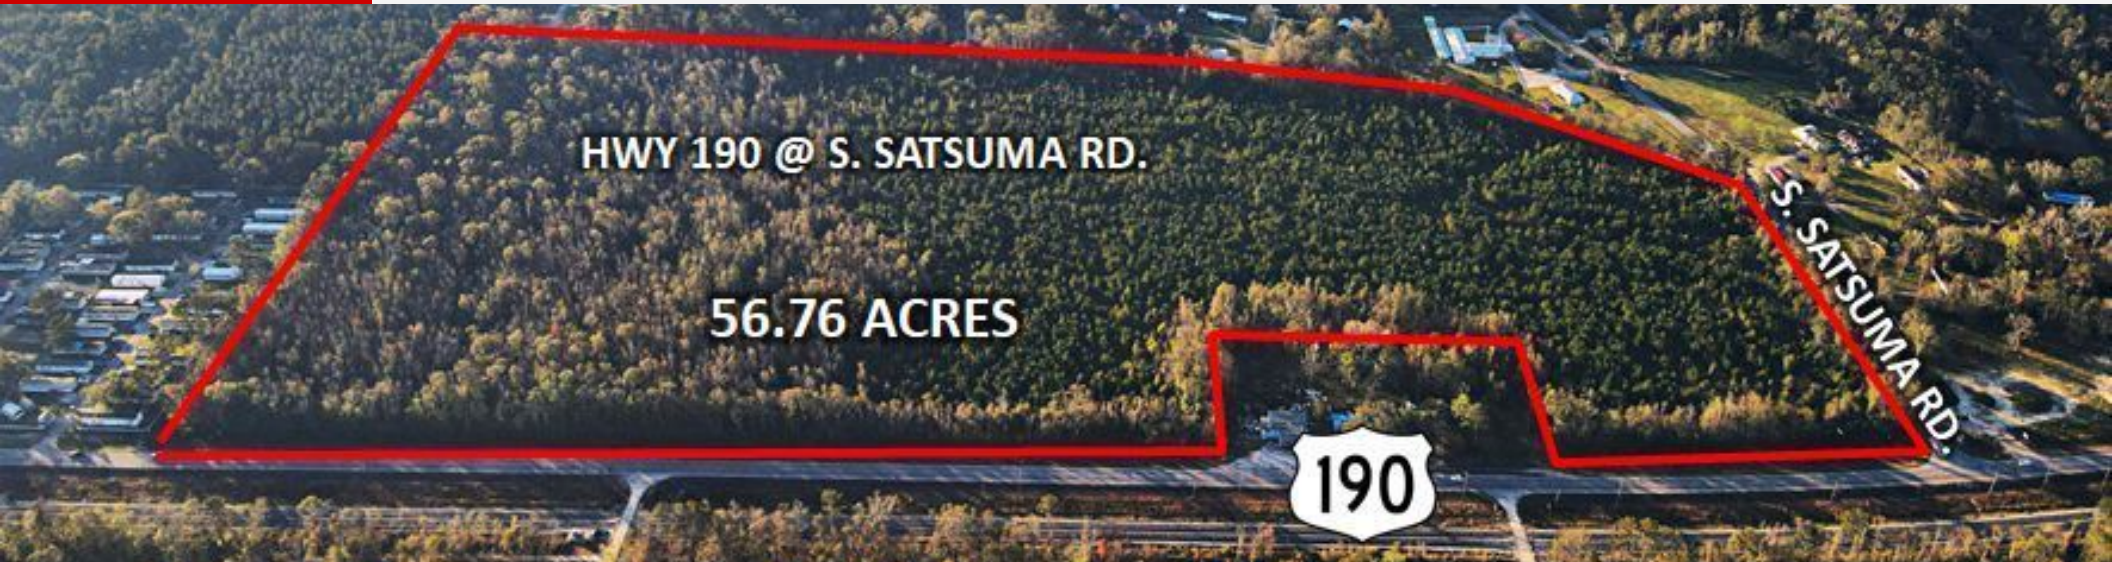 HWY 190 @ S. SATSUMA RD.
S. SATSUMA RD.
56.76 ACRES
190